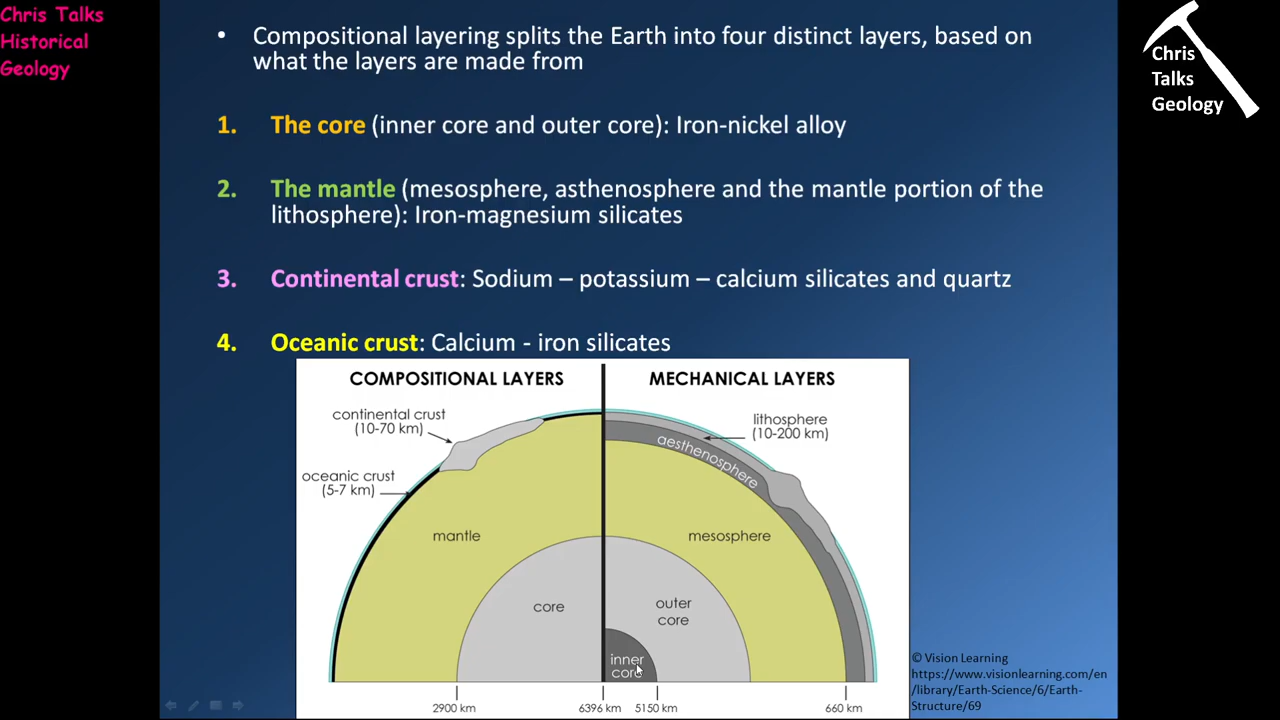 Chris Talks
Historical
Geology
Chris
Talks
Geology
• Compositional layering splits the Earth into four distinct layers, based on
what the layers are made from
1. The core (inner core and outer core): Iron-nickel alloy
2. The mantle (mesosphere, asthenosphere and the mantle portion of the
lithosphere): Iron-magnesium silicates
3. Continental crust: Sodium – potassium – calcium silicates and quartz
4. Oceanic crust: Calcium - iron silicates
COMPOSITIONAL LAYERS
continental crust
(10-70 km)
oceanic crust
(5-7 km)
mantle
core
MECHANICAL LAYERS
lithosphere
(10-200 km)
aesthenosphere
mesosphere
outer
core
inner
core
2900 km
6396 km
5150 km
660 km
© Vision Learning
https://www.visionlearning.com/en
/library/Earth-Science/6/Earth-
Structure/69